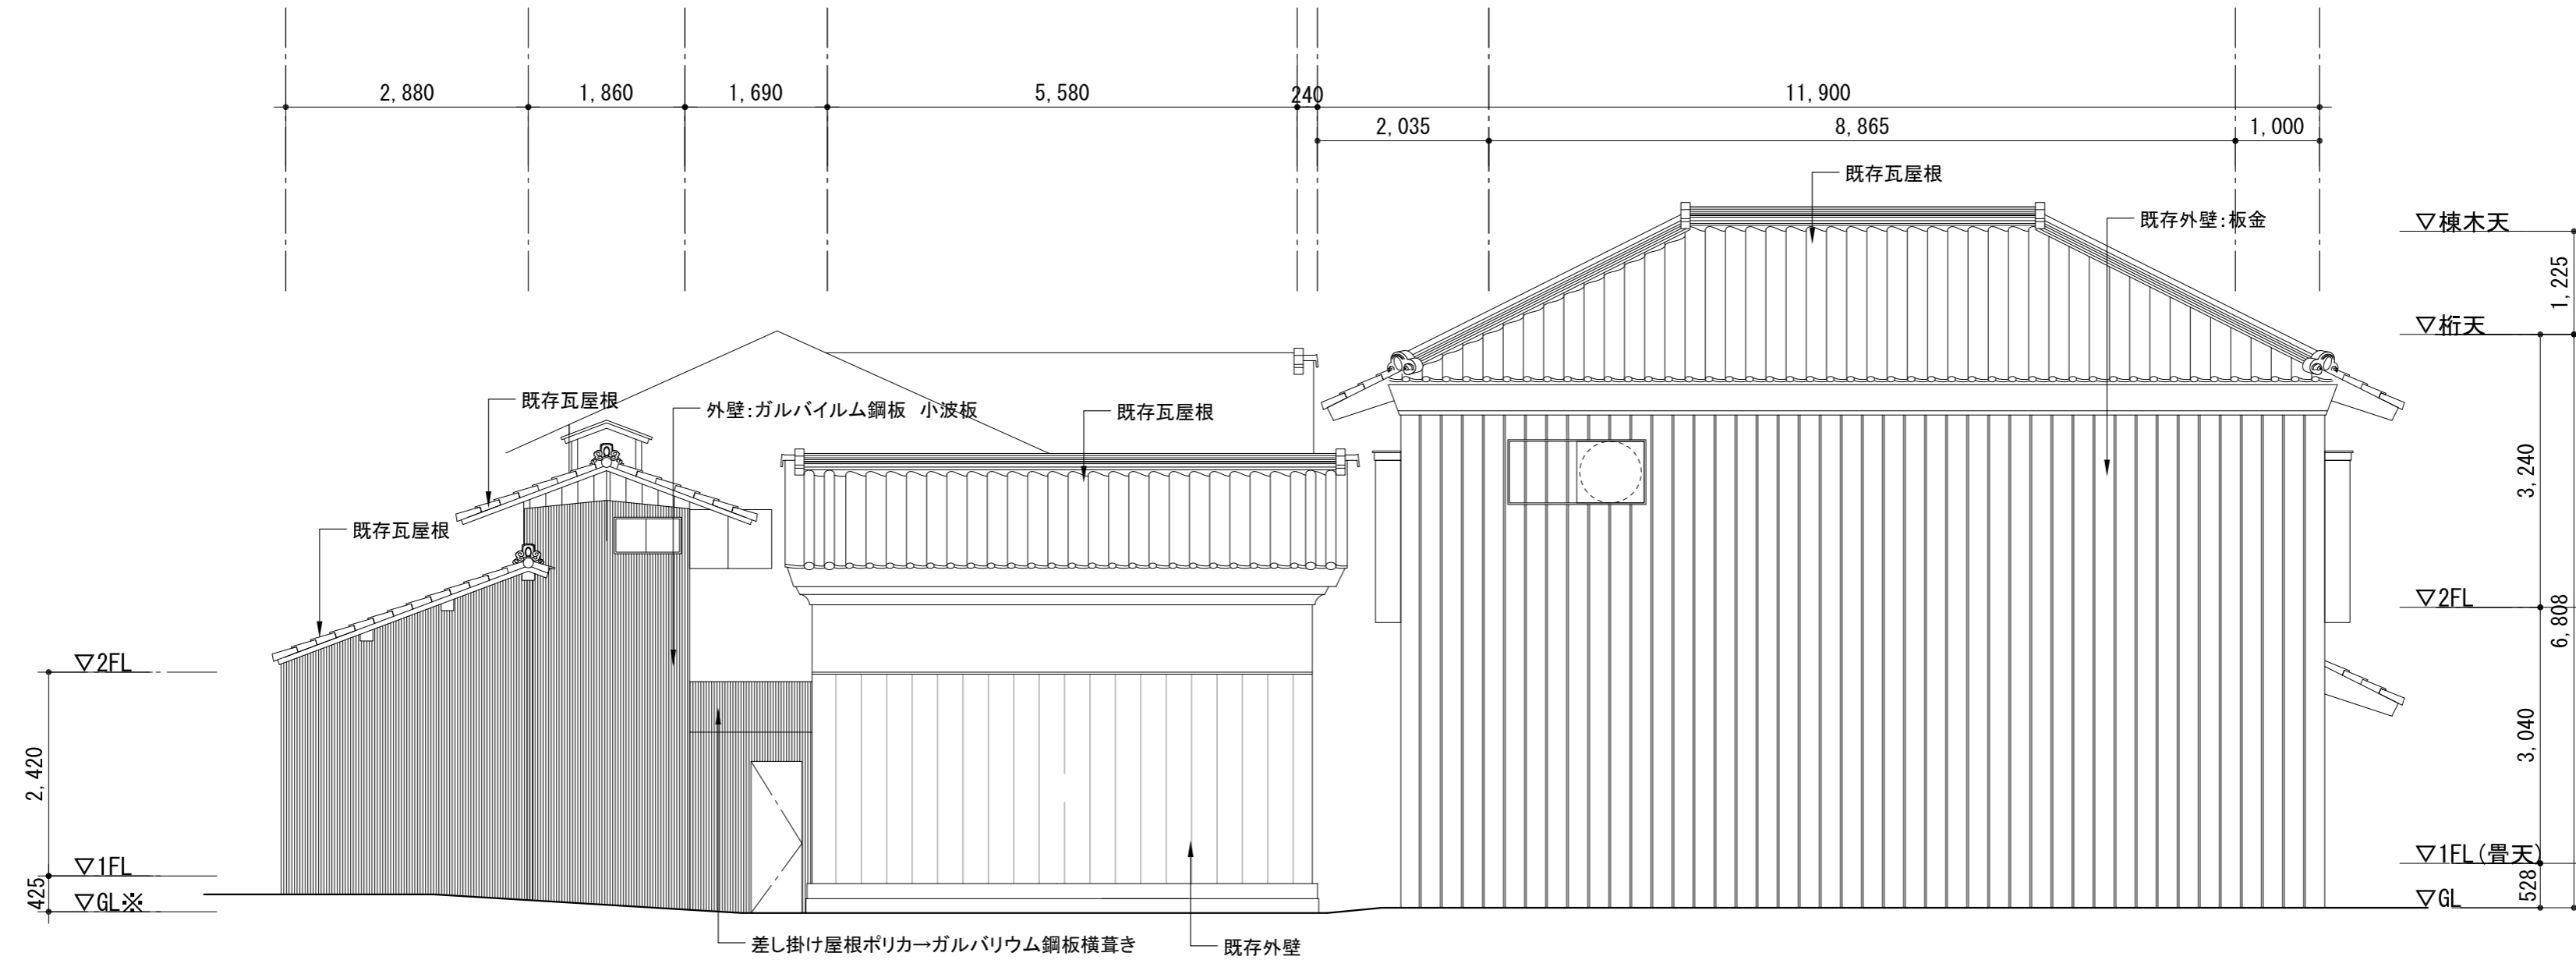 2,880
1,860
1,690
5,580
240
11,900
2,035
8,865
1,000
既存瓦屋根
既存外壁：板金
▽棟木天
1,225
▽桁天
既存瓦屋根
外壁：ガルバイルム鋼板　小波板
既存瓦屋根
3,240
既存瓦屋根
▽2FL
6,808
▽2FL
3,040
2,420
▽1FL
▽1FL(畳天)
425
528
▽GL※
▽GL
差し掛け屋根ポリカ→ガルバリウム鋼板横葺き
既存外壁